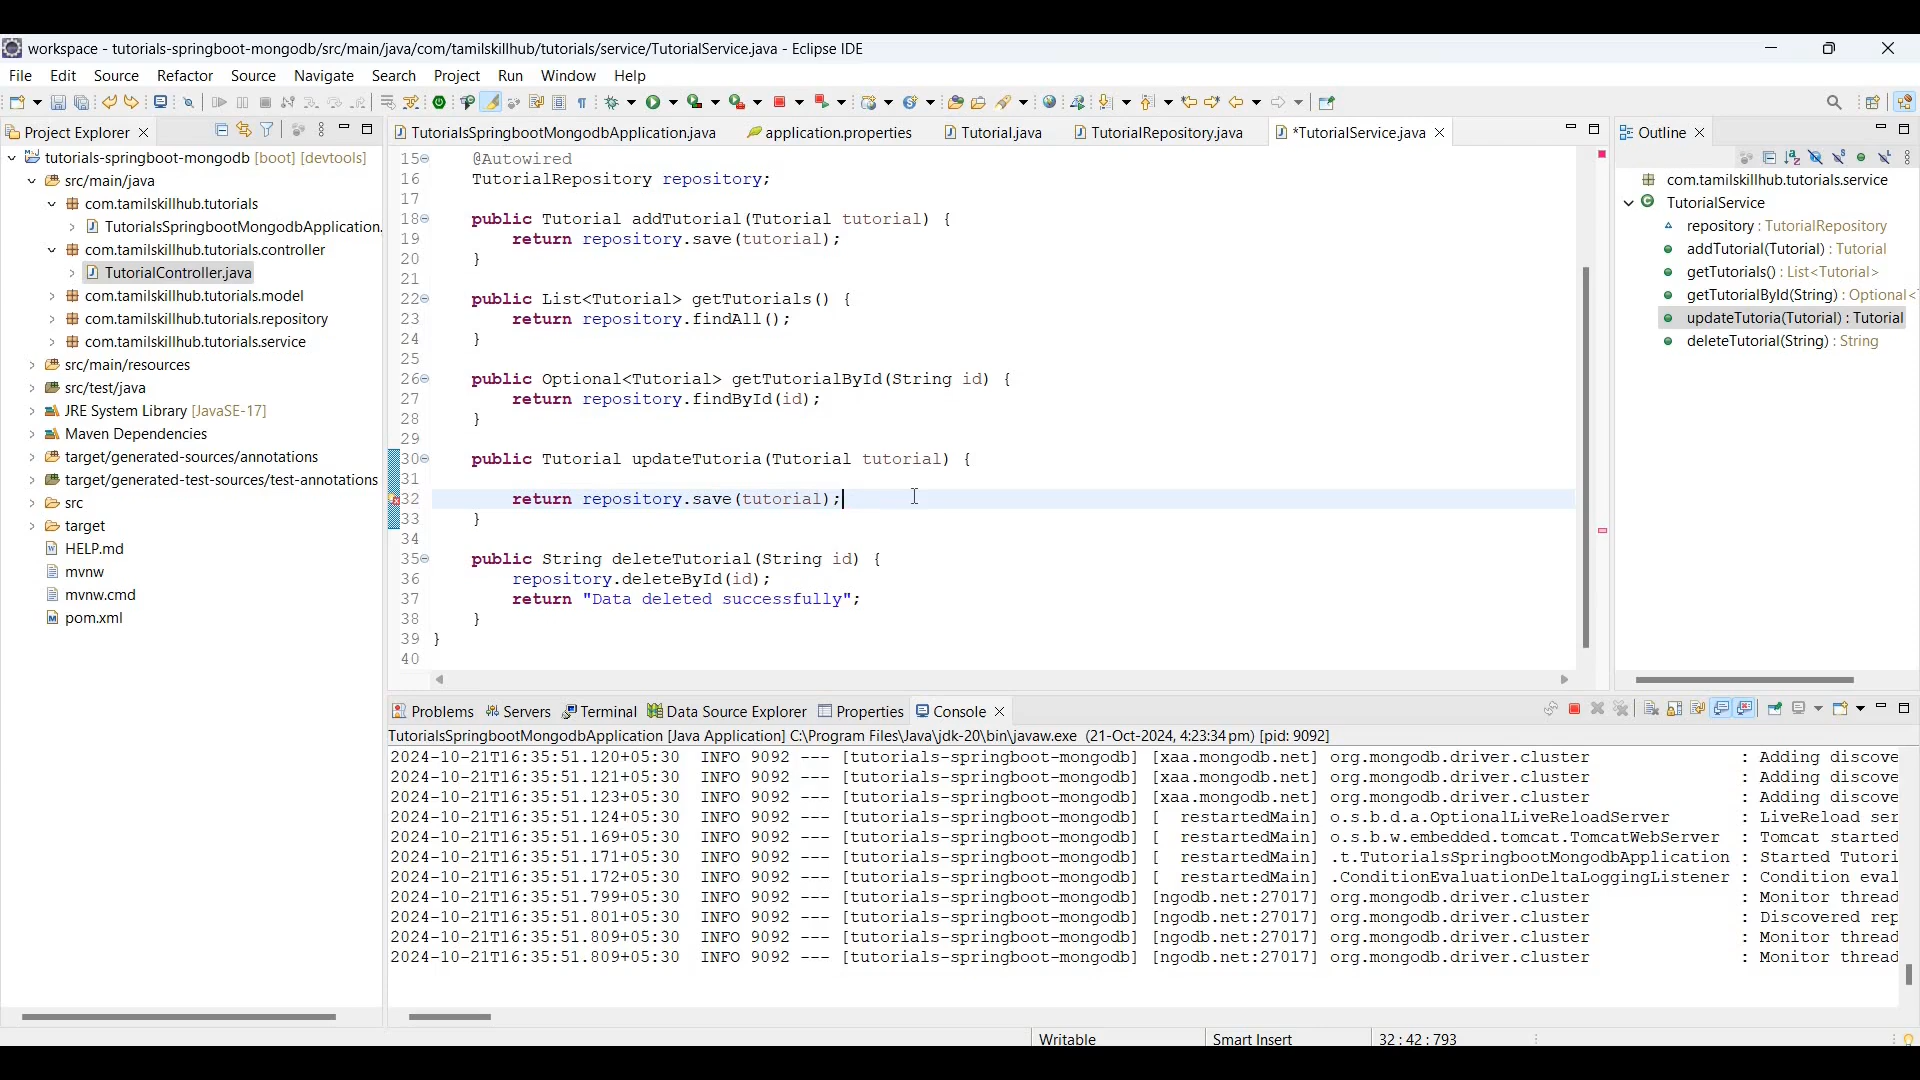 workspace - tutorials-springboot-mongodb/src/main/java/com/tamilskillhub/tutorials/service/TutorialService.java - Eclipse IDE
File Edit Source Refactor Source Navigate Search Project Run Window Help
Project Explorer
tutorials-springboot-mongodb [boot] [devtools]
src/main/java
com.tamilskillhub.tutorials
TutorialsSpringbootMongodbApplication.
com.tamilskillhub.tutorials.controller
TutorialController.java
com.tamilskillhub.tutorials.model
com.tamilskillhub.tutorials.repository
com.tamilskillhub.tutorials.service
src/main/resources
src/test/java
JRE System Library [JavaSE-17]
Maven Dependencies
target/generated-sources/annotations
target/generated-test-sources/test-annotations
src
target
HELP.md
mvnw
mvnw.cmd
pom.xml
TutorialsSpringbootMongodbApplication.java application.properties Tutorial.java TutorialRepository.java *TutorialService.java
15 @Autowired
16 TutorialRepository repository;
17
18 public Tutorial addTutorial(Tutorial tutorial) {
19 return repository.save(tutorial);
20 }
21
22 public List<Tutorial> getTutorials() {
23 return repository.findAll();
24 }
25
26 public Optional<Tutorial> getTutorialById(String id) {
27 return repository.findById(id);
28 }
29
30 public Tutorial updateTutoria(Tutorial tutorial) {
31
32 return repository.save(tutorial);
33 }
34
35 public String deleteTutorial(String id) {
36 repository.deleteById(id);
37 return "Data deleted successfully";
38 }
39 }
40
Outline
com.tamilskillhub.tutorials.service
TutorialService
repository : TutorialRepository
addTutorial(Tutorial) : Tutorial
getTutorials() : List<Tutorial>
getTutorialById(String) : Optional<
updateTutoria(Tutorial) : Tutorial
deleteTutorial(String) : String
Problems Servers Terminal Data Source Explorer Properties Console
TutorialsSpringbootMongodbApplication [Java Application] C:\Program Files\Java\jdk-20\bin\javaw.exe (21-Oct-2024, 4:23:34 pm) [pid: 9092]
2024-10-21T16:35:51.120+05:30 INFO 9092 --- [tutorials-springboot-mongodb] [xaa.mongodb.net] org.mongodb.driver.cluster : Adding discove
2024-10-21T16:35:51.121+05:30 INFO 9092 --- [tutorials-springboot-mongodb] [xaa.mongodb.net] org.mongodb.driver.cluster : Adding discove
2024-10-21T16:35:51.123+05:30 INFO 9092 --- [tutorials-springboot-mongodb] [xaa.mongodb.net] org.mongodb.driver.cluster : Adding discove
2024-10-21T16:35:51.124+05:30 INFO 9092 --- [tutorials-springboot-mongodb] [ restartedMain] o.s.b.d.a.OptionalLiveReloadServer : LiveReload ser
2024-10-21T16:35:51.169+05:30 INFO 9092 --- [tutorials-springboot-mongodb] [ restartedMain] o.s.b.w.embedded.tomcat.TomcatWebServer : Tomcat started
2024-10-21T16:35:51.171+05:30 INFO 9092 --- [tutorials-springboot-mongodb] [ restartedMain] .t.TutorialsSpringbootMongodbApplication : Started Tutori
2024-10-21T16:35:51.172+05:30 INFO 9092 --- [tutorials-springboot-mongodb] [ restartedMain] .ConditionEvaluationDeltaLoggingListener : Condition eval
2024-10-21T16:35:51.799+05:30 INFO 9092 --- [tutorials-springboot-mongodb] [ngodb.net:27017] org.mongodb.driver.cluster : Monitor thread
2024-10-21T16:35:51.801+05:30 INFO 9092 --- [tutorials-springboot-mongodb] [ngodb.net:27017] org.mongodb.driver.cluster : Discovered rep
2024-10-21T16:35:51.809+05:30 INFO 9092 --- [tutorials-springboot-mongodb] [ngodb.net:27017] org.mongodb.driver.cluster : Monitor thread
2024-10-21T16:35:51.809+05:30 INFO 9092 --- [tutorials-springboot-mongodb] [ngodb.net:27017] org.mongodb.driver.cluster : Monitor thread
Writable Smart Insert 32 : 42 : 793